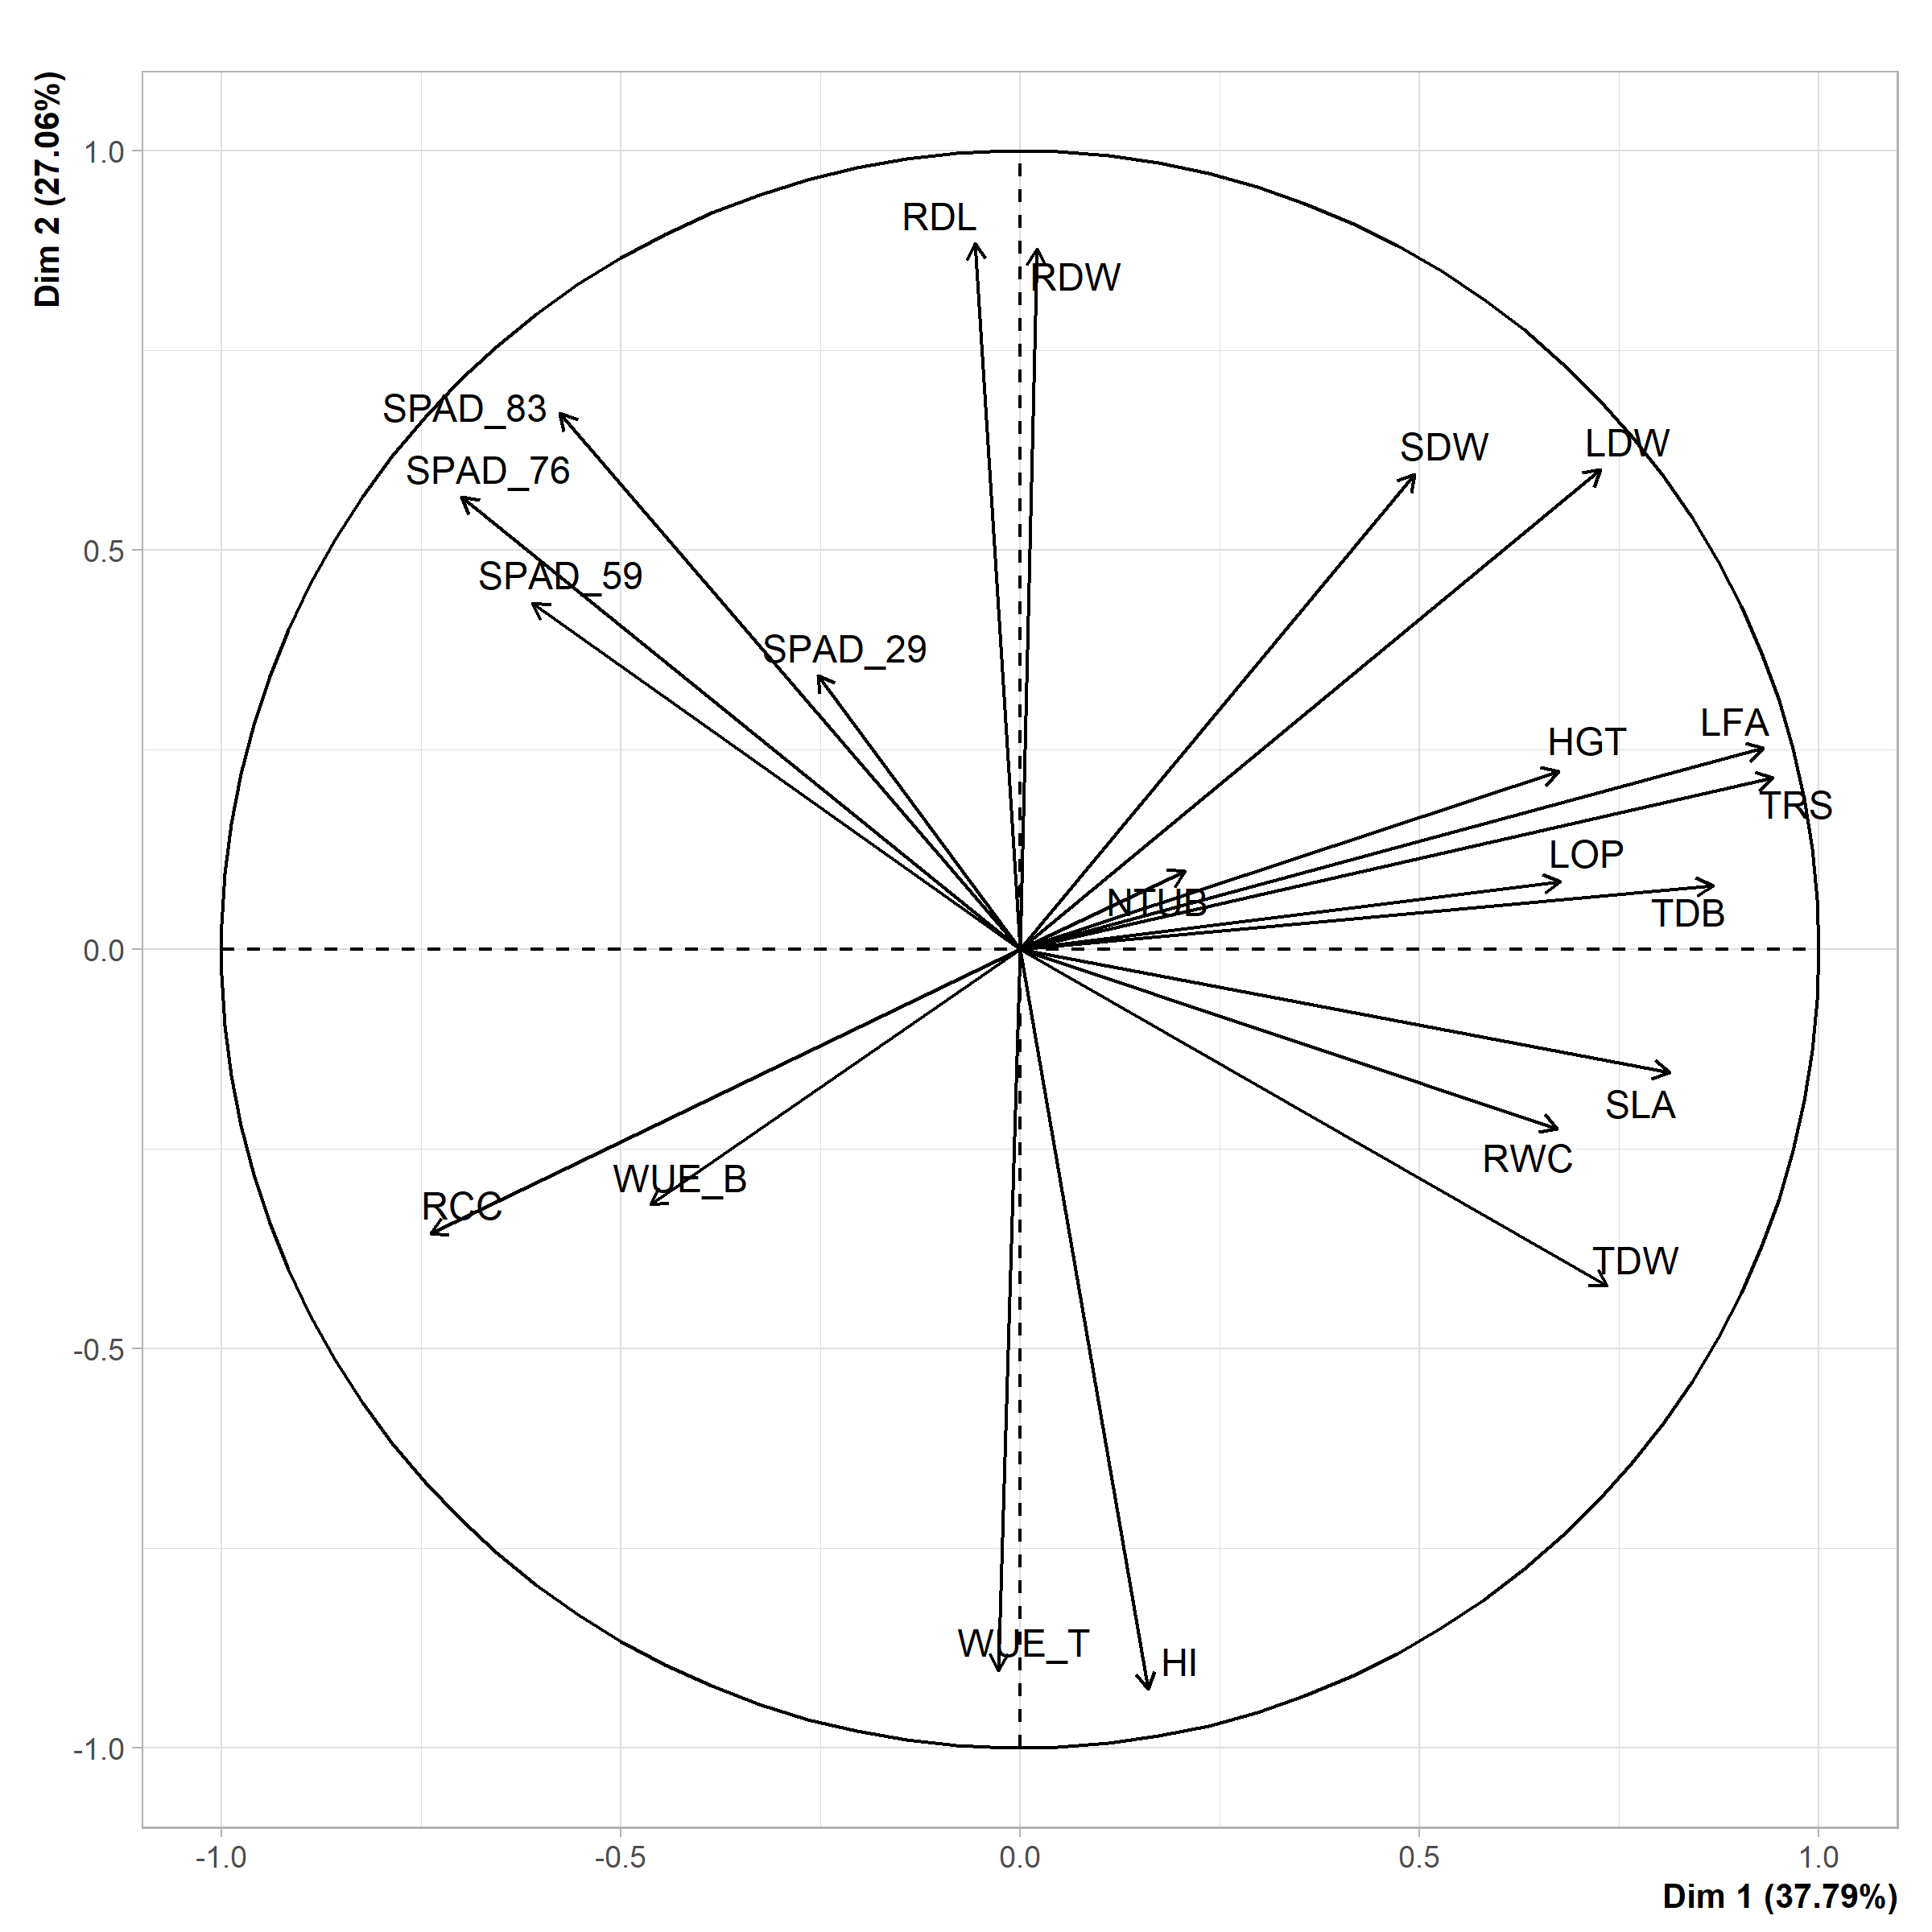 Dim 2 (27.06%)
1.0
0.5
0.0
-0.5
-1.0
RDL
RDW
SPAD_83
SPAD_76
SPAD_59
SPAD_29
SDW
LDW
HGT
LFA
TRS
LOP
NTUB
TDB
SLA
RWC
TDW
WUE_B
RCC
WUE_T
HI
-1.0
-0.5
0.0
0.5
1.0
Dim 1 (37.79%)